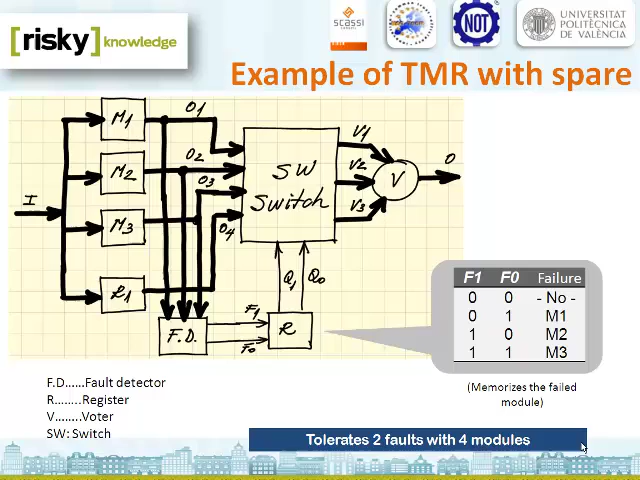 [risky] knowledge
scassi
NOT
UNIVERSITAT
POLITÈCNICA
DE VALÈNCIA
Example of TMR with spare
M1
O1
M2
O2
M3
O3
R1
O4
I
SW
Switch
V1
V2
V3
V
O
Q1
Q0
F.D.
F1
F0
R
F1 F0 Failure
0 0 - No -
0 1 M1
1 0 M2
1 1 M3
(Memorizes the failed
module)
F.D......Fault detector
R........Register
V........Voter
SW: Switch
Tolerates 2 faults with 4 modules